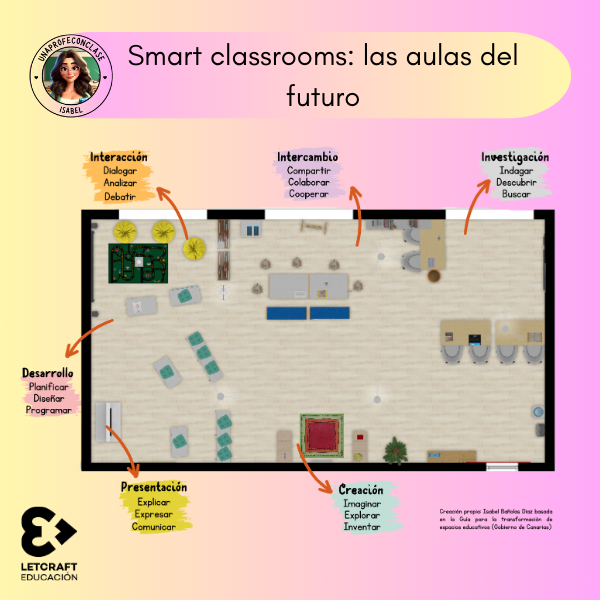 UNAPROFECONCLASE
ISABEL
Smart classrooms: las aulas del
futuro
Interacción
Dialogar
Analizar
Debatir
Intercambio
Compartir
Colaborar
Cooperar
Investigación
Indagar
Descubrir
Buscar
Desarrollo
Planificar
Diseñar
Programar
Presentación
Explicar
Expresar
Comunicar
Creación
Imaginar
Explorar
Inventar
Creación propia: Isabel Bañolas Díaz basada
en la Guía para la transformación de
espacios educativos (Gobierno de Canarias)
LETCRAFT
EDUCACIÓN